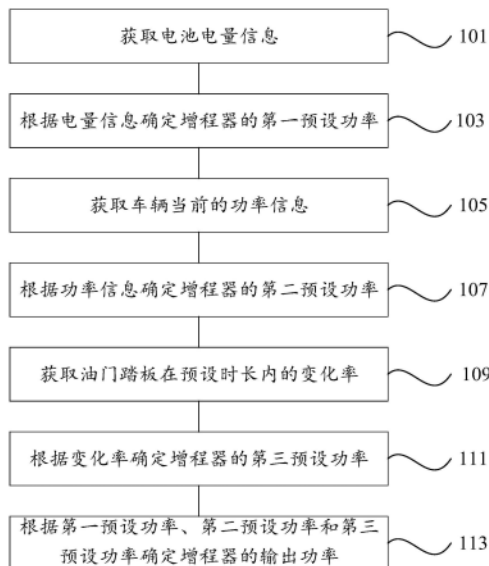 获取电池电量信息 101
根据电量信息确定增程器的第一预设功率 103
获取车辆当前的功率信息 105
根据功率信息确定增程器的第二预设功率 107
获取油门踏板在预设时长内的变化率 109
根据变化率确定增程器的第三预设功率 111
根据第一预设功率、第二预设功率和第三
预设功率确定增程器的输出功率 113